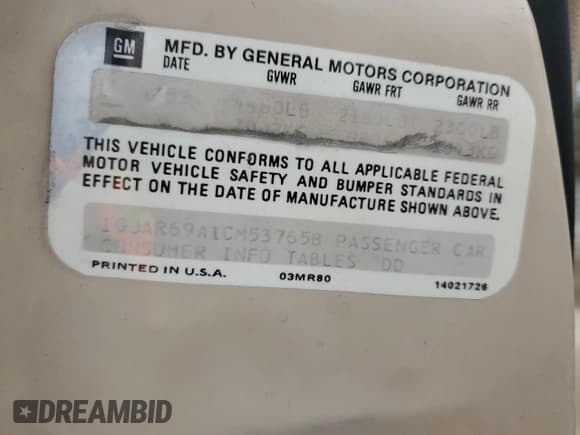 GM
MFD. BY GENERAL MOTORS CORPORATION
DATE GVWR GAWR FRT GAWR RR
THIS VEHICLE CONFORMS TO ALL APPLICABLE FEDERAL
MOTOR VEHICLE SAFETY AND BUMPER STANDARDS IN
EFFECT ON THE DATE OF MANUFACTURE SHOWN ABOVE.
PASSENGER CAR
CONSUMER INFO TABLES DD
PRINTED IN U.S.A. 03MR80 14021726
DREAMBID